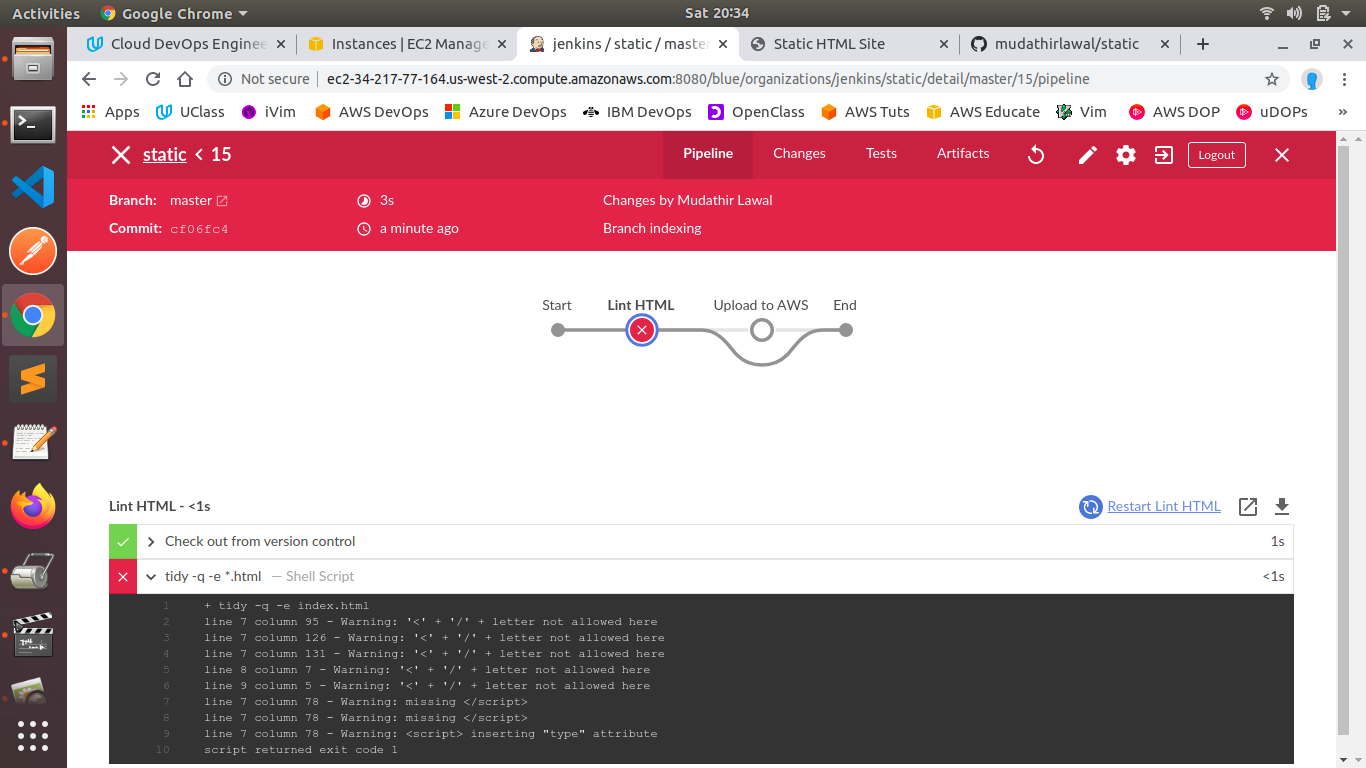 Activities Google Chrome Sat 20:34
Cloud DevOps Enginee Instances | EC2 Manage jenkins / static / maste Static HTML Site mudathirlawal/static
Not secure ec2-34-217-77-164.us-west-2.compute.amazonaws.com:8080/blue/organizations/jenkins/static/detail/master/15/pipeline
Apps UClass iVim AWS DevOps Azure DevOps IBM DevOps OpenClass AWS Tuts AWS Educate Vim AWS DOP uDOPs »
static < 15 Pipeline Changes Tests Artifacts Logout
Branch: master 3s Changes by Mudathir Lawal
Commit: cf06fc4 a minute ago Branch indexing
Start Lint HTML Upload to AWS End
Lint HTML - <1s Restart Lint HTML
Check out from version control 1s
tidy -q -e *.html — Shell Script <1s
1 + tidy -q -e index.html
2 line 7 column 95 - Warning: '<' + '/' + letter not allowed here
3 line 7 column 126 - Warning: '<' + '/' + letter not allowed here
4 line 7 column 131 - Warning: '<' + '/' + letter not allowed here
5 line 8 column 7 - Warning: '<' + '/' + letter not allowed here
6 line 9 column 5 - Warning: '<' + '/' + letter not allowed here
7 line 7 column 78 - Warning: missing </script>
8 line 7 column 78 - Warning: missing </script>
9 line 7 column 78 - Warning: <script> inserting "type" attribute
10 script returned exit code 1